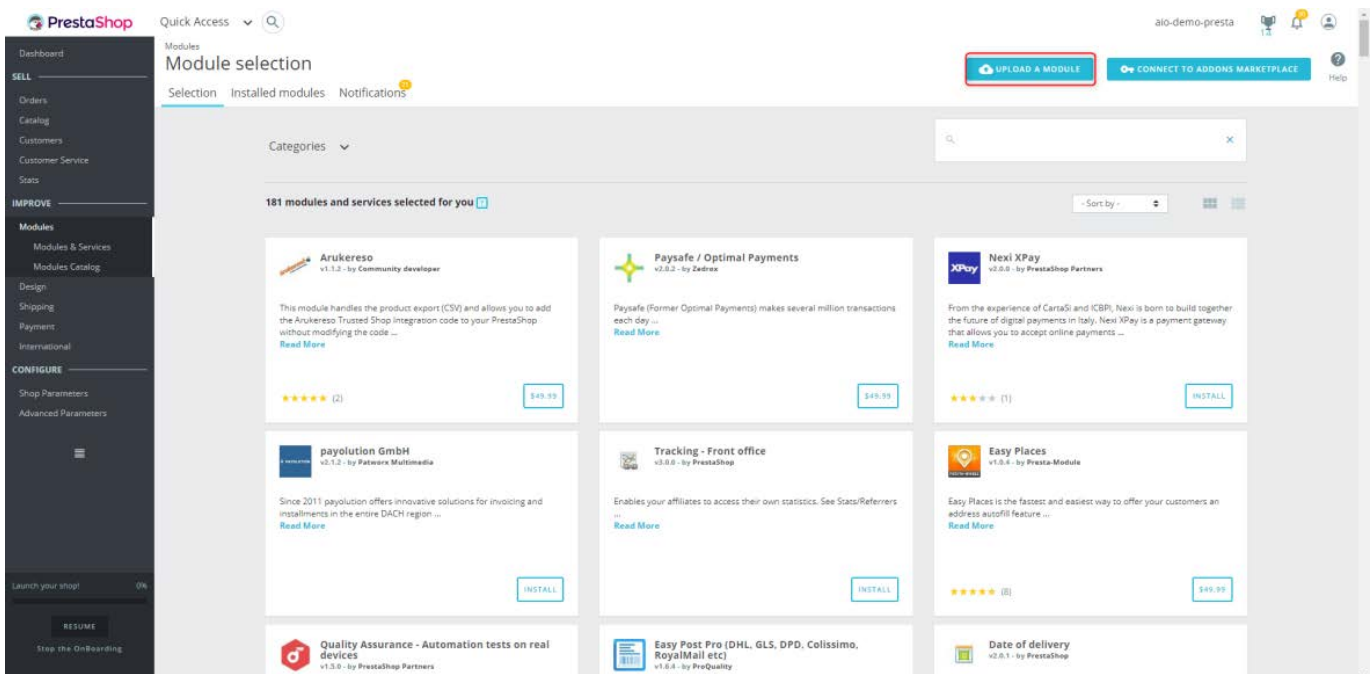 PrestaShop
Quick Access
aio-demo-presta
Modules
Module selection
UPLOAD A MODULE
CONNECT TO ADDONS MARKETPLACE
Help
Selection Installed modules Notifications
Dashboard
SELL
Orders
Catalog
Customers
Customer Service
Stats
IMPROVE
Modules
Modules & Services
Modules Catalog
Design
Shipping
Payment
International
CONFIGURE
Shop Parameters
Advanced Parameters
Launch your shop! 0%
RESUME
Stop the OnBoarding
Categories
181 modules and services selected for you
- Sort by -
Arukereso
v1.1.2 - by Community developer
This module handles the product export (CSV) and allows you to add
the Arukereso Trusted Shop Integration code to your PrestaShop
without modifying the code ...
Read More
(2)
$49.99
Paysafe / Optimal Payments
v2.0.2 - by Zedrox
Paysafe (Former Optimal Payments) makes several million transactions
each day ...
Read More
$49.99
XPay
Nexi XPay
v2.0.0 - by PrestaShop Partners
From the experience of CartaSi and ICBPI, Nexi is born to build together
the future of digital payments in Italy. Nexi XPay is a payment gateway
that allows you to accept online payments ...
Read More
(1)
INSTALL
payolution GmbH
v2.1.2 - by Patworx Multimedia
Since 2011 payolution offers innovative solutions for invoicing and
installments in the entire DACH region ...
Read More
INSTALL
Tracking - Front office
v3.0.0 - by PrestaShop
Enables your affiliates to access their own statistics. See Stats/Referrers
...
Read More
INSTALL
Easy Places
v1.0.4 - by Presta-Module
Easy Places is the fastest and easiest way to offer your customers an
address autofill feature ...
Read More
(8)
$49.99
Quality Assurance - Automation tests on real
devices
v1.3.0 - by PrestaShop Partners
Easy Post Pro (DHL, GLS, DPD, Colissimo,
RoyalMail etc)
v1.6.4 - by PreQuality
Date of delivery
v2.0.1 - by PrestaShop